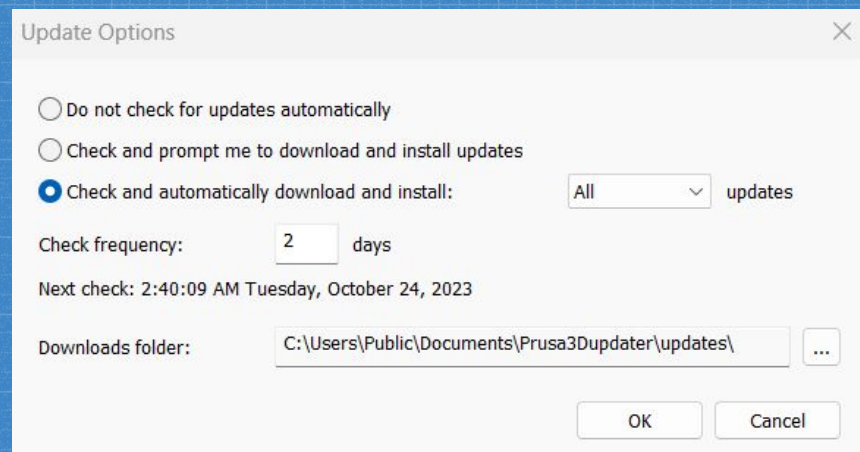 Update Options
Do not check for updates automatically
Check and prompt me to download and install updates
Check and automatically download and install: All updates
Check frequency: 2 days
Next check: 2:40:09 AM Tuesday, October 24, 2023
Downloads folder: C:\Users\Public\Documents\Prusa3Dupdater\updates\ ...
OK Cancel